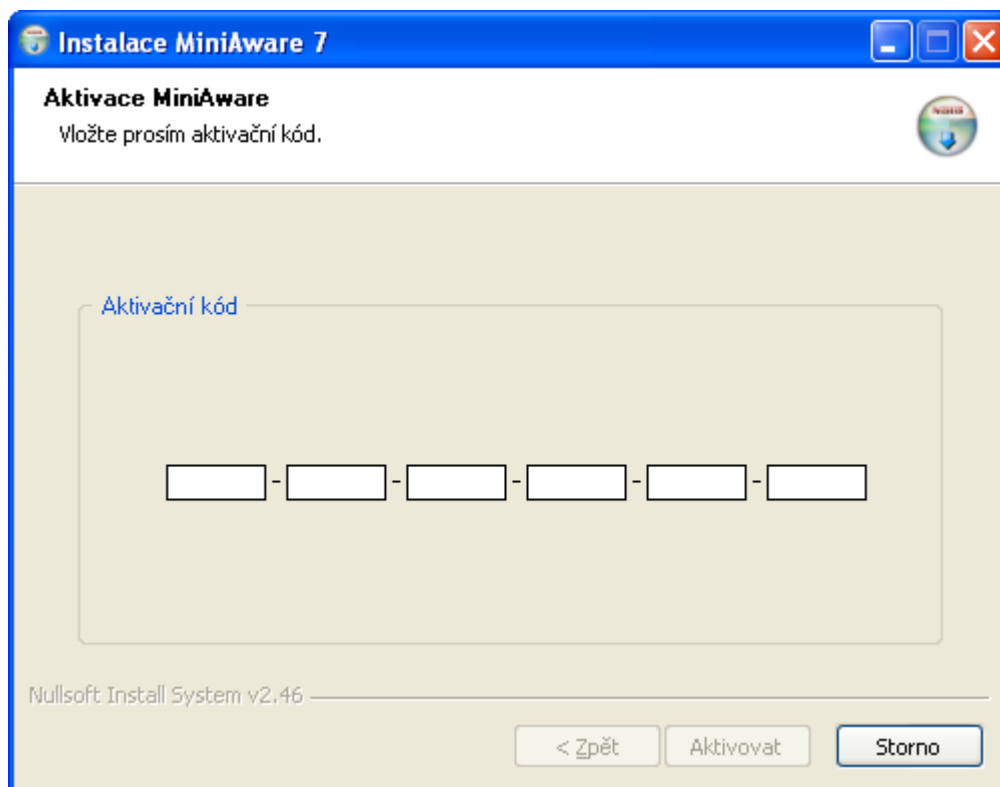 Instalace MiniAware 7
Aktivace MiniAware
Vložte prosím aktivační kód.
Aktivační kód
- - - - -
Nullsoft Install System v2.46
< Zpět Aktivovat Storno